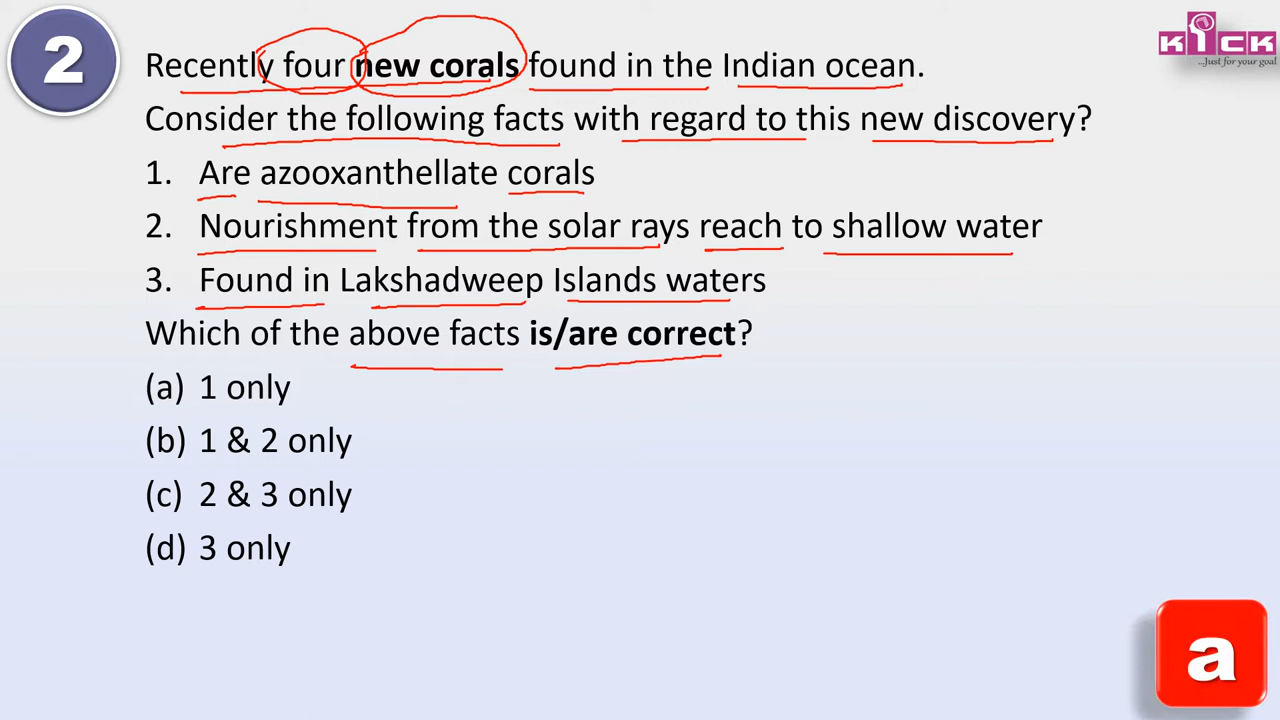 2
KICK
...Just for your goal
Recently four new corals found in the Indian ocean.
Consider the following facts with regard to this new discovery?
1. Are azooxanthellate corals
2. Nourishment from the solar rays reach to shallow water
3. Found in Lakshadweep Islands waters
Which of the above facts is/are correct?
(a) 1 only
(b) 1 & 2 only
(c) 2 & 3 only
(d) 3 only
a